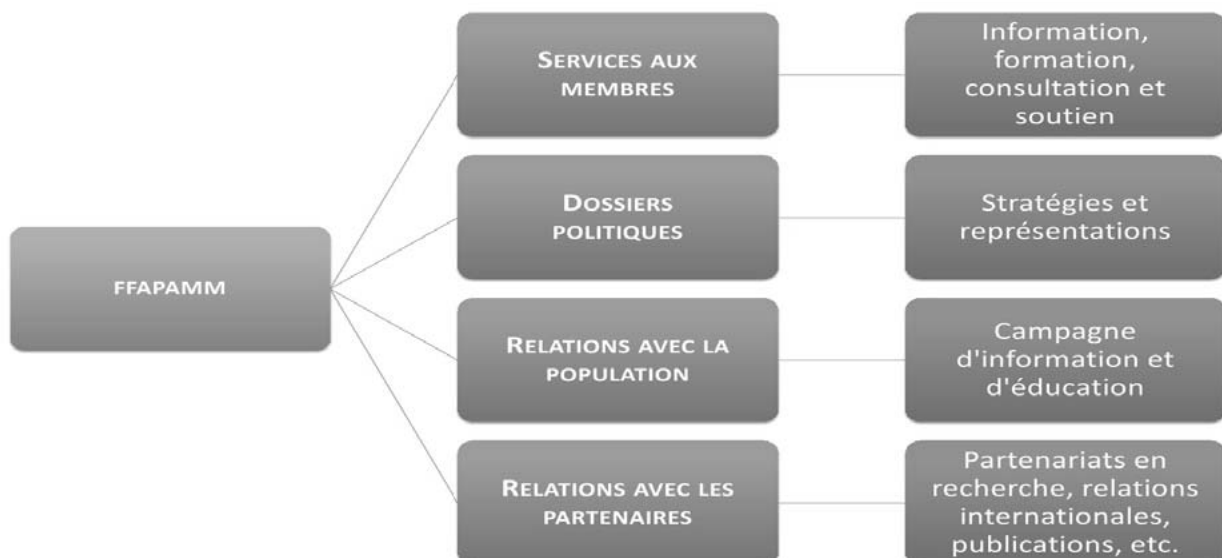 SERVICES AUX
MEMBRES
Information,
formation,
consultation et
soutien
DOSSIERS
POLITIQUES
Stratégies et
représentations
FFAPAMM
RELATIONS AVEC LA
POPULATION
Campagne
d'information et
d'éducation
RELATIONS AVEC LES
PARTENAIRES
Partenariats en
recherche, relations
internationales,
publications, etc.